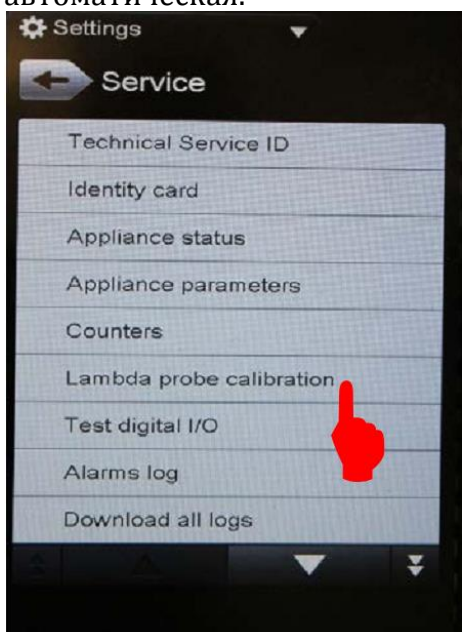 автоматическая.
Settings
Service
Technical Service ID
Identity card
Appliance status
Appliance parameters
Counters
Lambda probe calibration
Test digital I/O
Alarms log
Download all logs